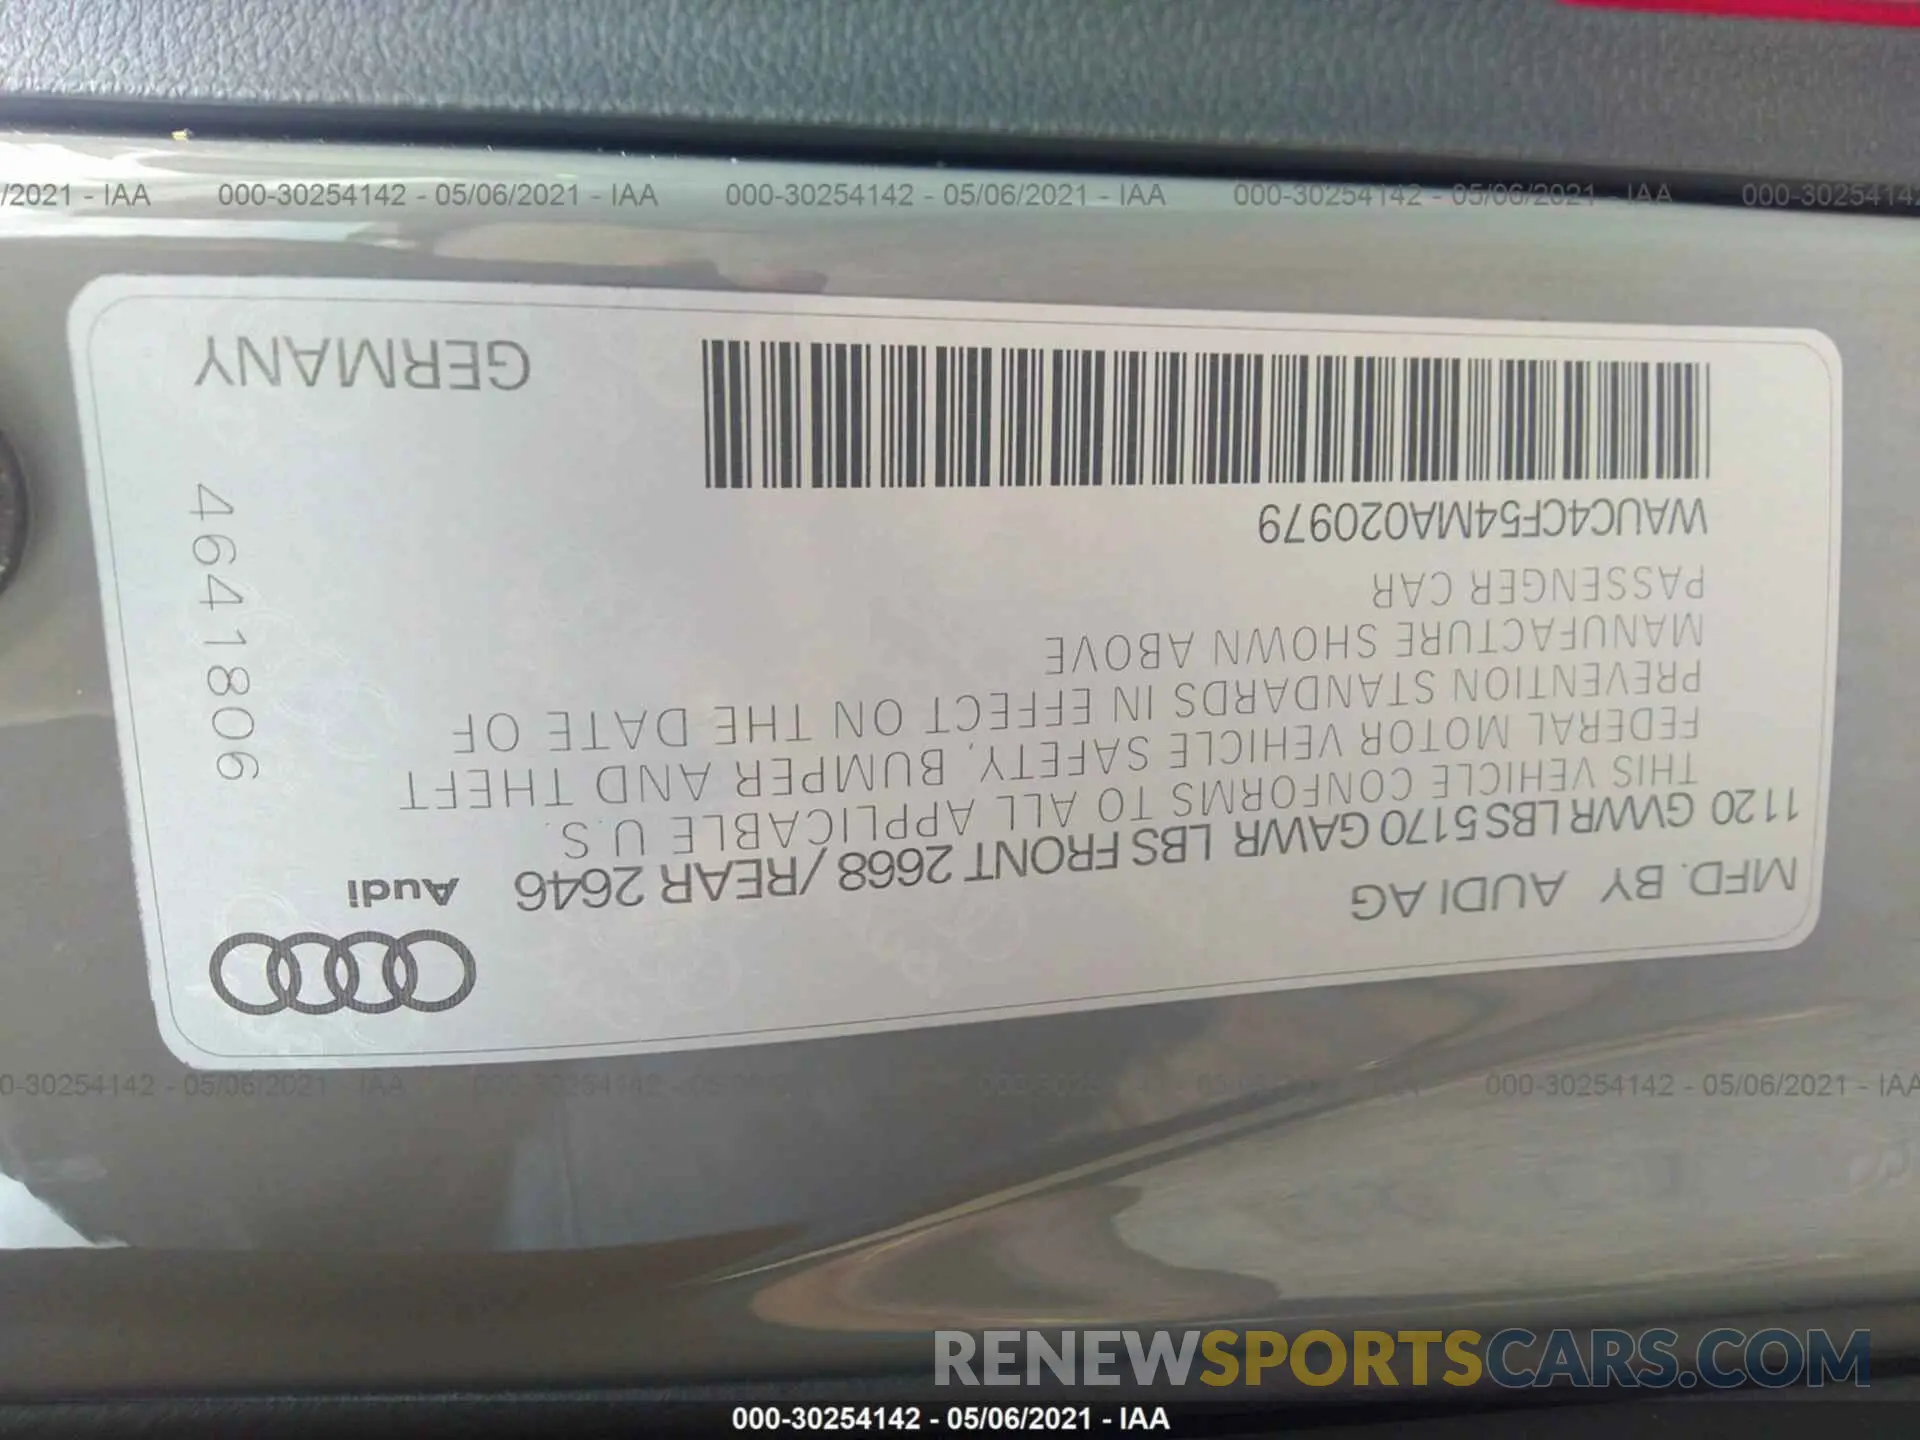 /2021 - IAA 000-30254142 - 05/06/2021 - IAA 000-30254142 - 05/06/2021 - IAA 000-30254142 - 05/06/2021 - IAA 000-30254142
Audi
MFD. BY AUDI AG
1120 GVWR LBS 5170 GAWR LBS FRONT 2668 / REAR 2646
THIS VEHICLE CONFORMS TO ALL APPLICABLE U.S.
FEDERAL MOTOR VEHICLE SAFETY, BUMPER AND THEFT
PREVENTION STANDARDS IN EFFECT ON THE DATE OF
MANUFACTURE SHOWN ABOVE
PASSENGER CAR
WAUC4CF54MA020979
GERMANY
4641806
0-30254142 - 05/06/2021 - IAA 000-30254142 - 000-30254142 - 05/06/2021 - IAA
RENEWSPORTSCARS.COM
000-30254142 - 05/06/2021 - IAA